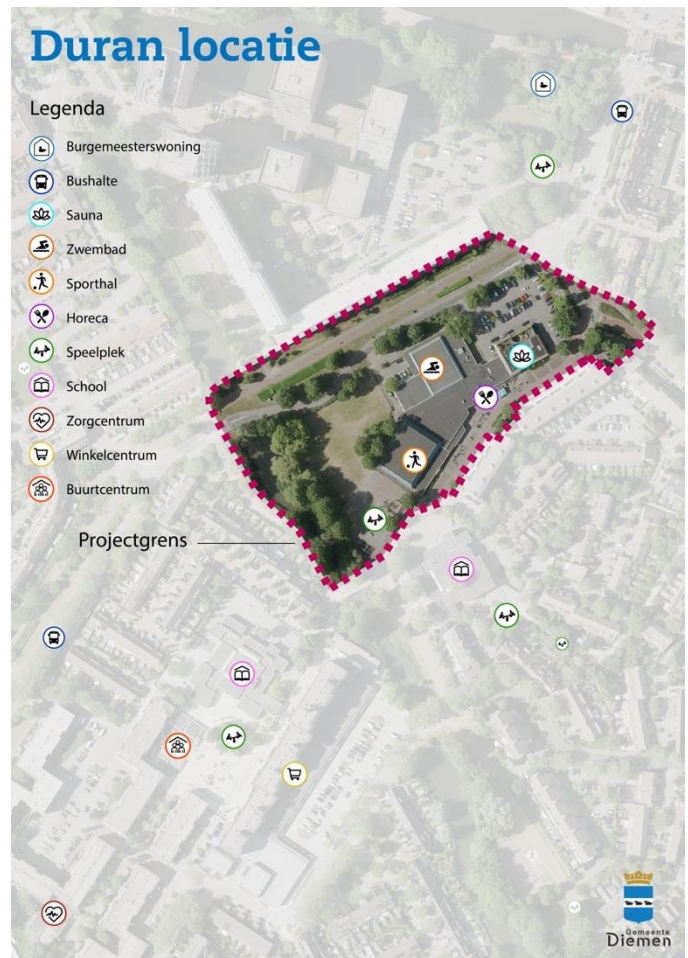 Duran locatie
Legenda
Burgemeesterswoning
Bushalte
Sauna
Zwembad
Sporthal
Horeca
Speelplek
School
Zorgcentrum
Winkelcentrum
Buurtcentrum
Projectgrens
Gemeente
Diemen